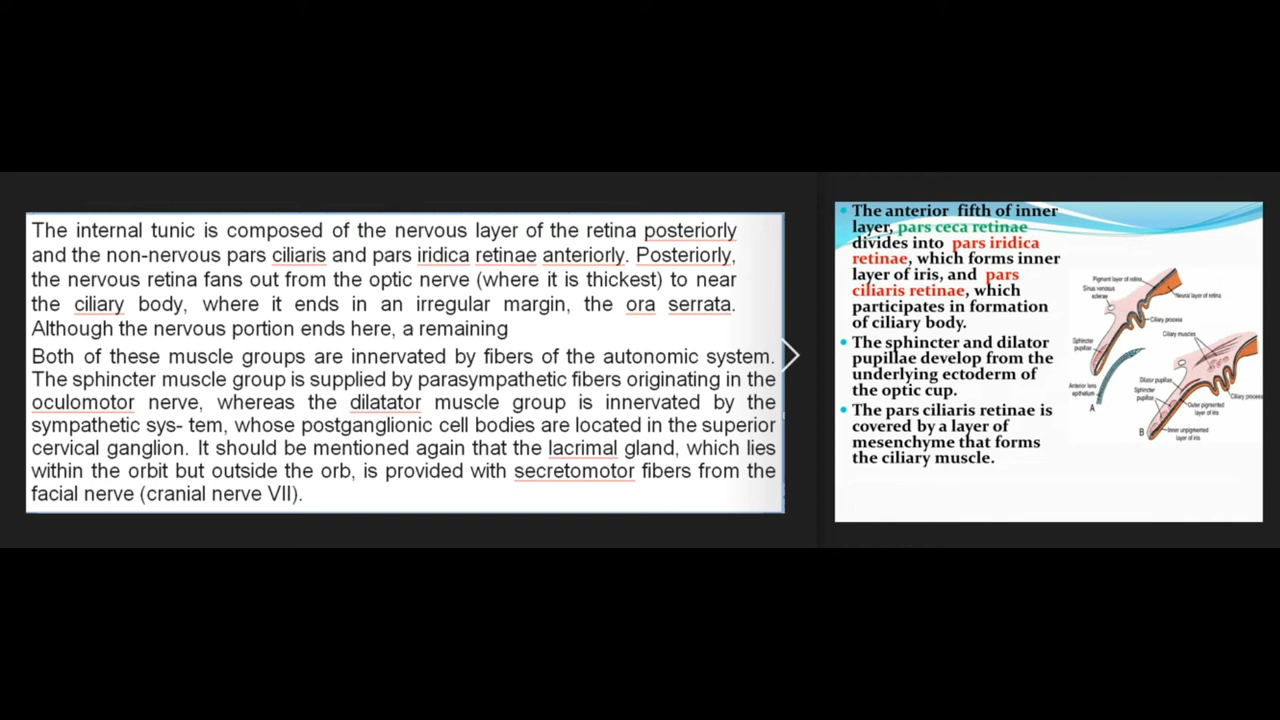 The internal tunic is composed of the nervous layer of the retina posteriorly
and the non-nervous pars ciliaris and pars iridica retinae anteriorly. Posteriorly,
the nervous retina fans out from the optic nerve (where it is thickest) to near
the ciliary body, where it ends in an irregular margin, the ora serrata.
Although the nervous portion ends here, a remaining
Both of these muscle groups are innervated by fibers of the autonomic system.
The sphincter muscle group is supplied by parasympathetic fibers originating in the
oculomotor nerve, whereas the dilatator muscle group is innervated by the
sympathetic sys- tem, whose postganglionic cell bodies are located in the superior
cervical ganglion. It should be mentioned again that the lacrimal gland, which lies
within the orbit but outside the orb, is provided with secretomotor fibers from the
facial nerve (cranial nerve VII).
• The anterior fifth of inner
layer, pars ceca retinae
divides into pars iridica
retinae, which forms inner
layer of iris, and pars
ciliaris retinae, which
participates in formation
of ciliary body.
• The sphincter and dilator
pupillae develop from the
underlying ectoderm of
the optic cup.
• The pars ciliaris retinae is
covered by a layer of
mesenchyme that forms
the ciliary muscle.
Pigment layer of retina
Sinus venosus
sclerae
Neural layer of retina
Ciliary process
Sphincter
pupillae
Anterior lens
epithelium
A
Ciliary muscles
Dilator pupillae
Sphincter
pupillae
Ciliary process
Outer pigmented
layer of iris
Inner unpigmented
layer of iris
B